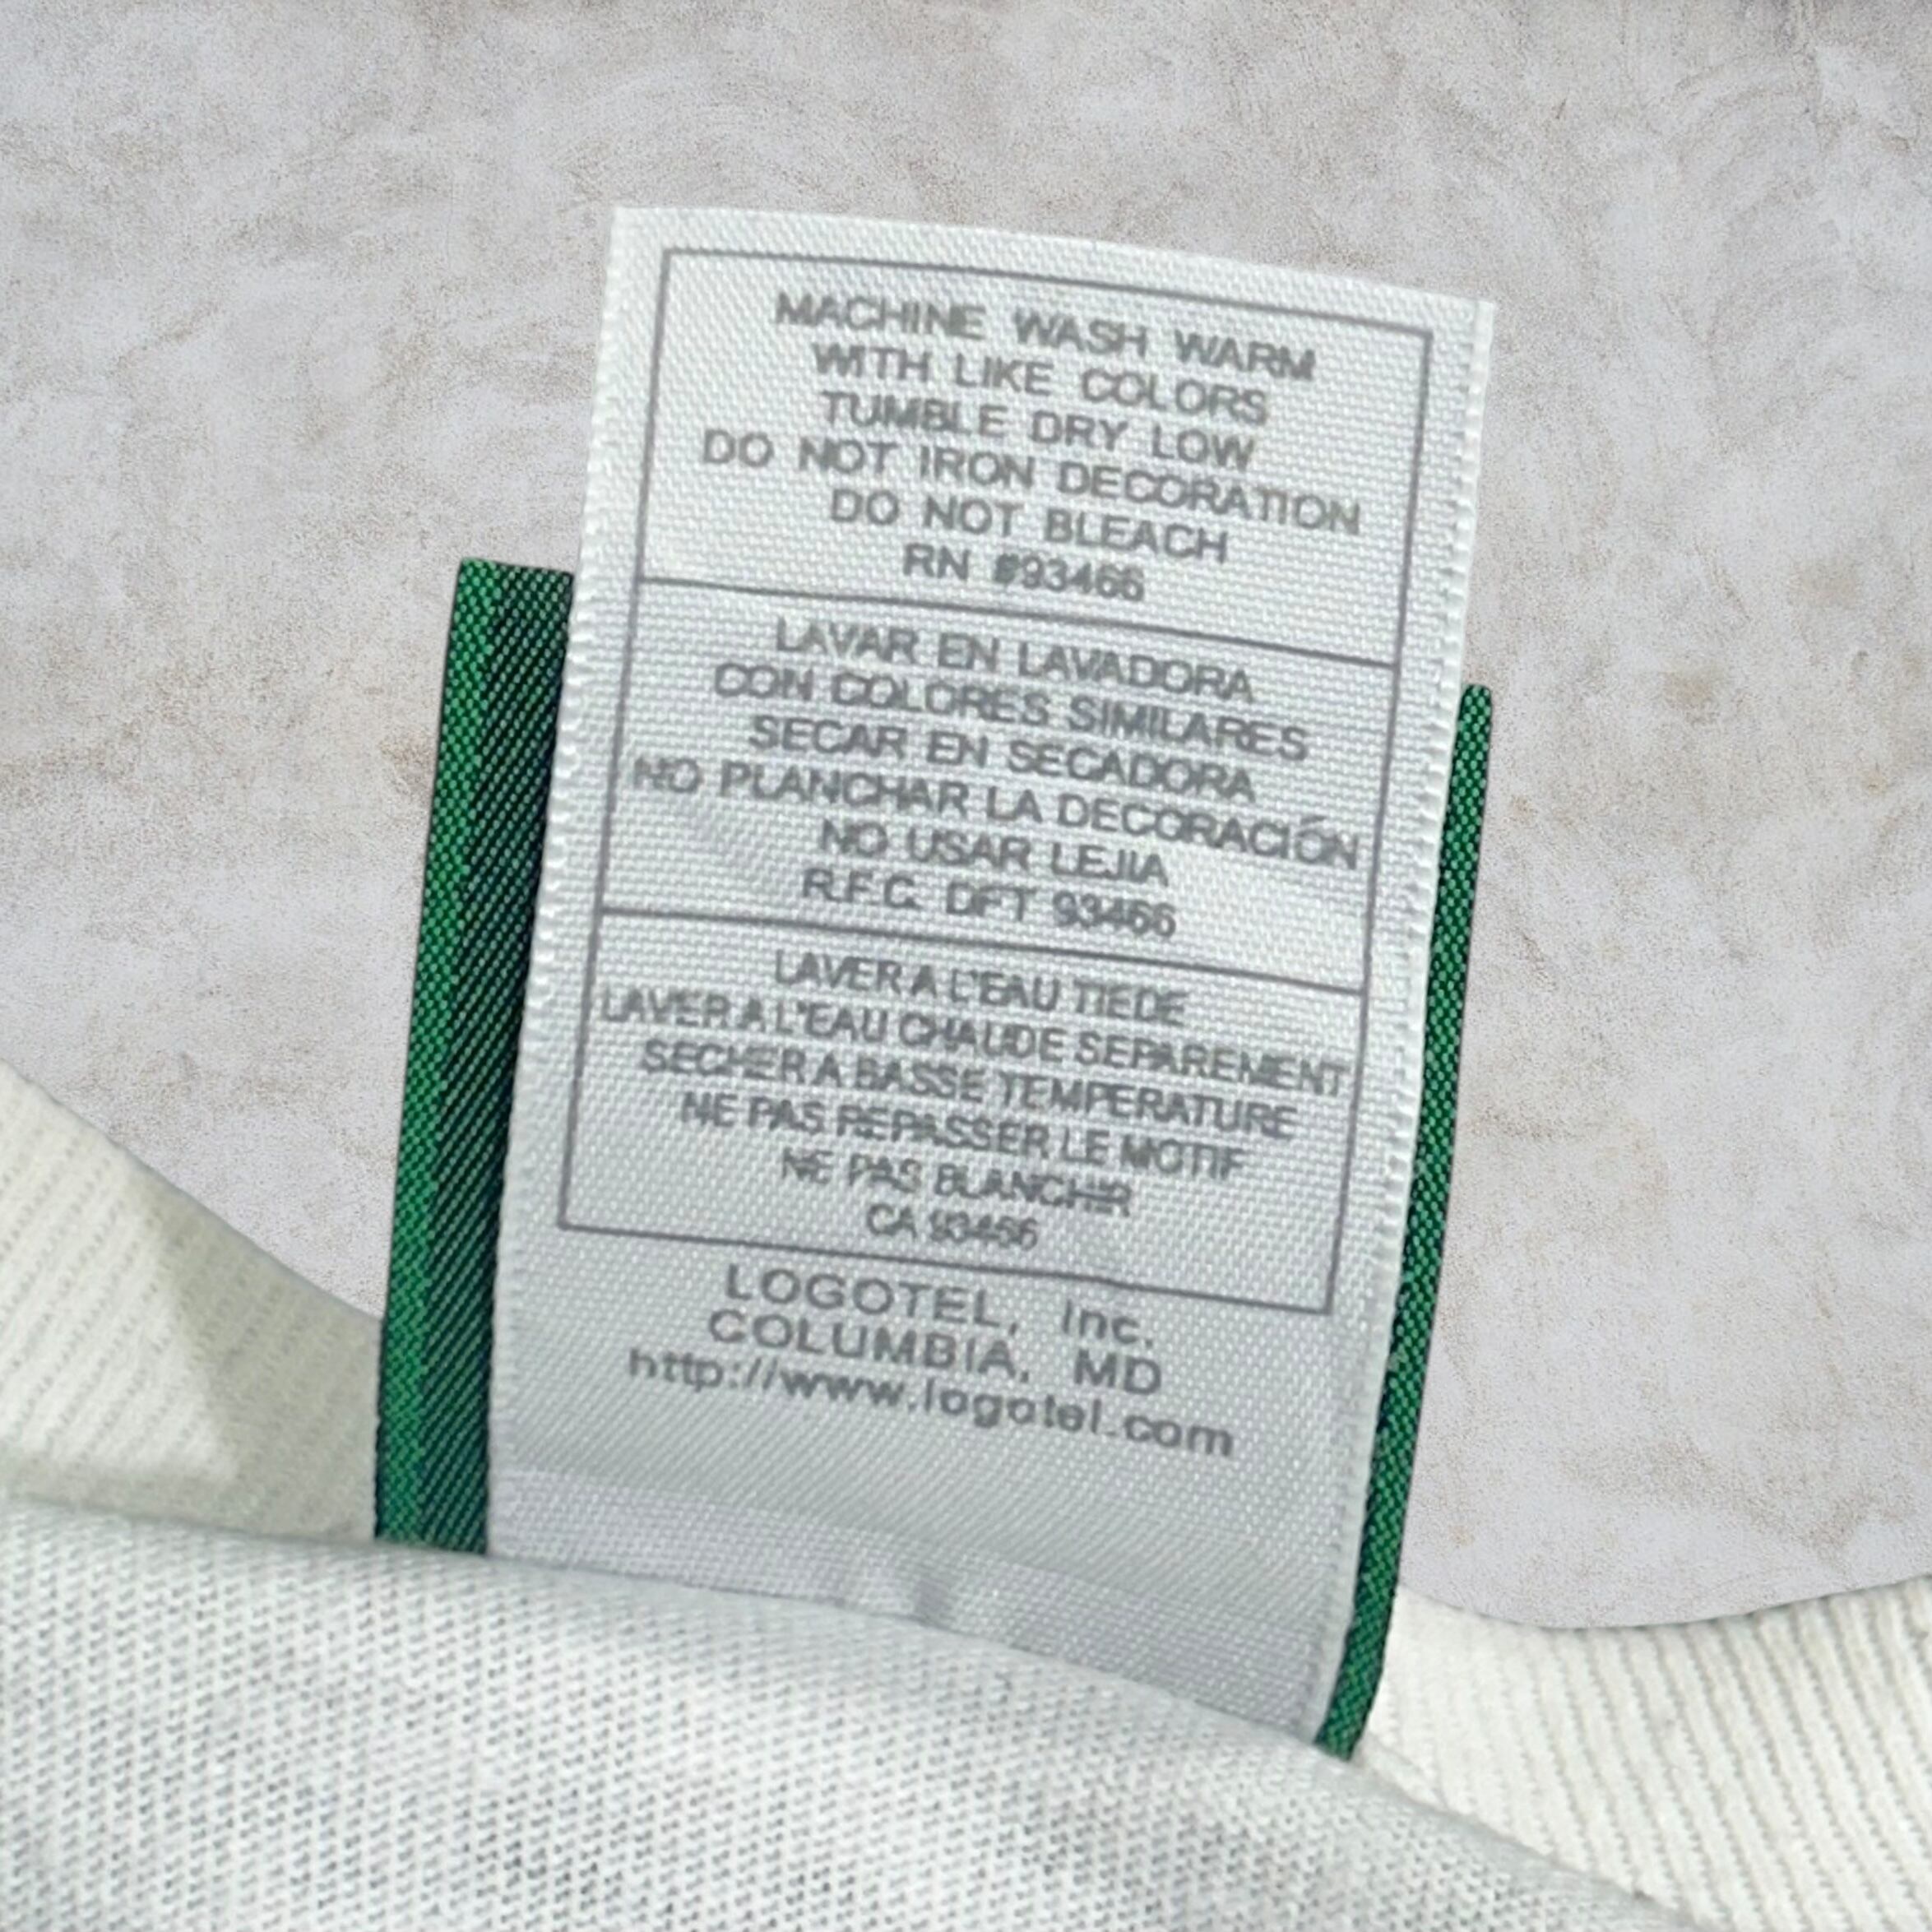 MACHINE WASH WARM
WITH LIKE COLORS
TUMBLE DRY LOW
DO NOT IRON DECORATION
DO NOT BLEACH
RN #93466
LAVAR EN LAVADORA
CON COLORES SIMILARES
SECAR EN SECADORA
NO PLANCHAR LA DECORACIÓN
NO USAR LEJIA
R.F.C. DFT 93466
LAVER A L'EAU TIEDE
LAVER A L'EAU CHAUDE SEPAREMENT
SECHER A BASSE TEMPERATURE
NE PAS REPASSER LE MOTIF
NE PAS BLANCHIR
CA 93466
LOGOTEL, Inc.
COLUMBIA, MD
http://www.logotel.com